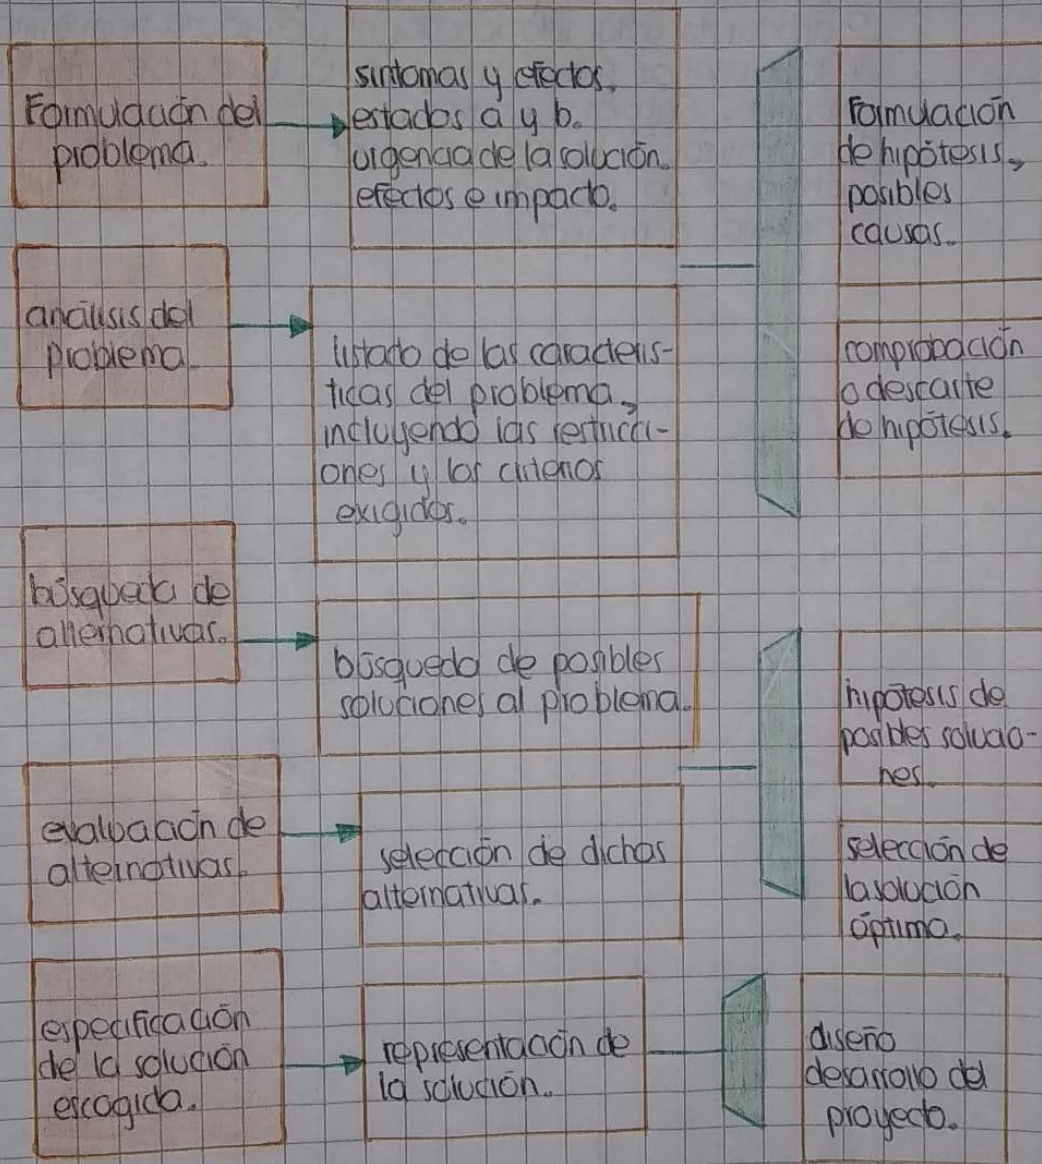 Formulación del
problema.
sintomas y efectos.
estados a y b.
urgencia de la solución.
efectos e impacto.
Formulación
de hipótesis,
posibles
causas.
análisis del
problema
listado de las caracteris-
ticas del problema,
incluyendo las restricci-
ones y los criterios
exigidos.
comprobación
o descarte
de hipótesis.
búsqueda de
alternativas.
búsqueda de posibles
soluciones al problema.
hipótesis de
posibles solucio-
nes.
evaluación de
alternativas.
selección de dichas
alternativas.
selección de
la solución
óptima.
especificación
de la solución
escogida.
representación de
la solución.
diseño
desarrollo del
proyecto.